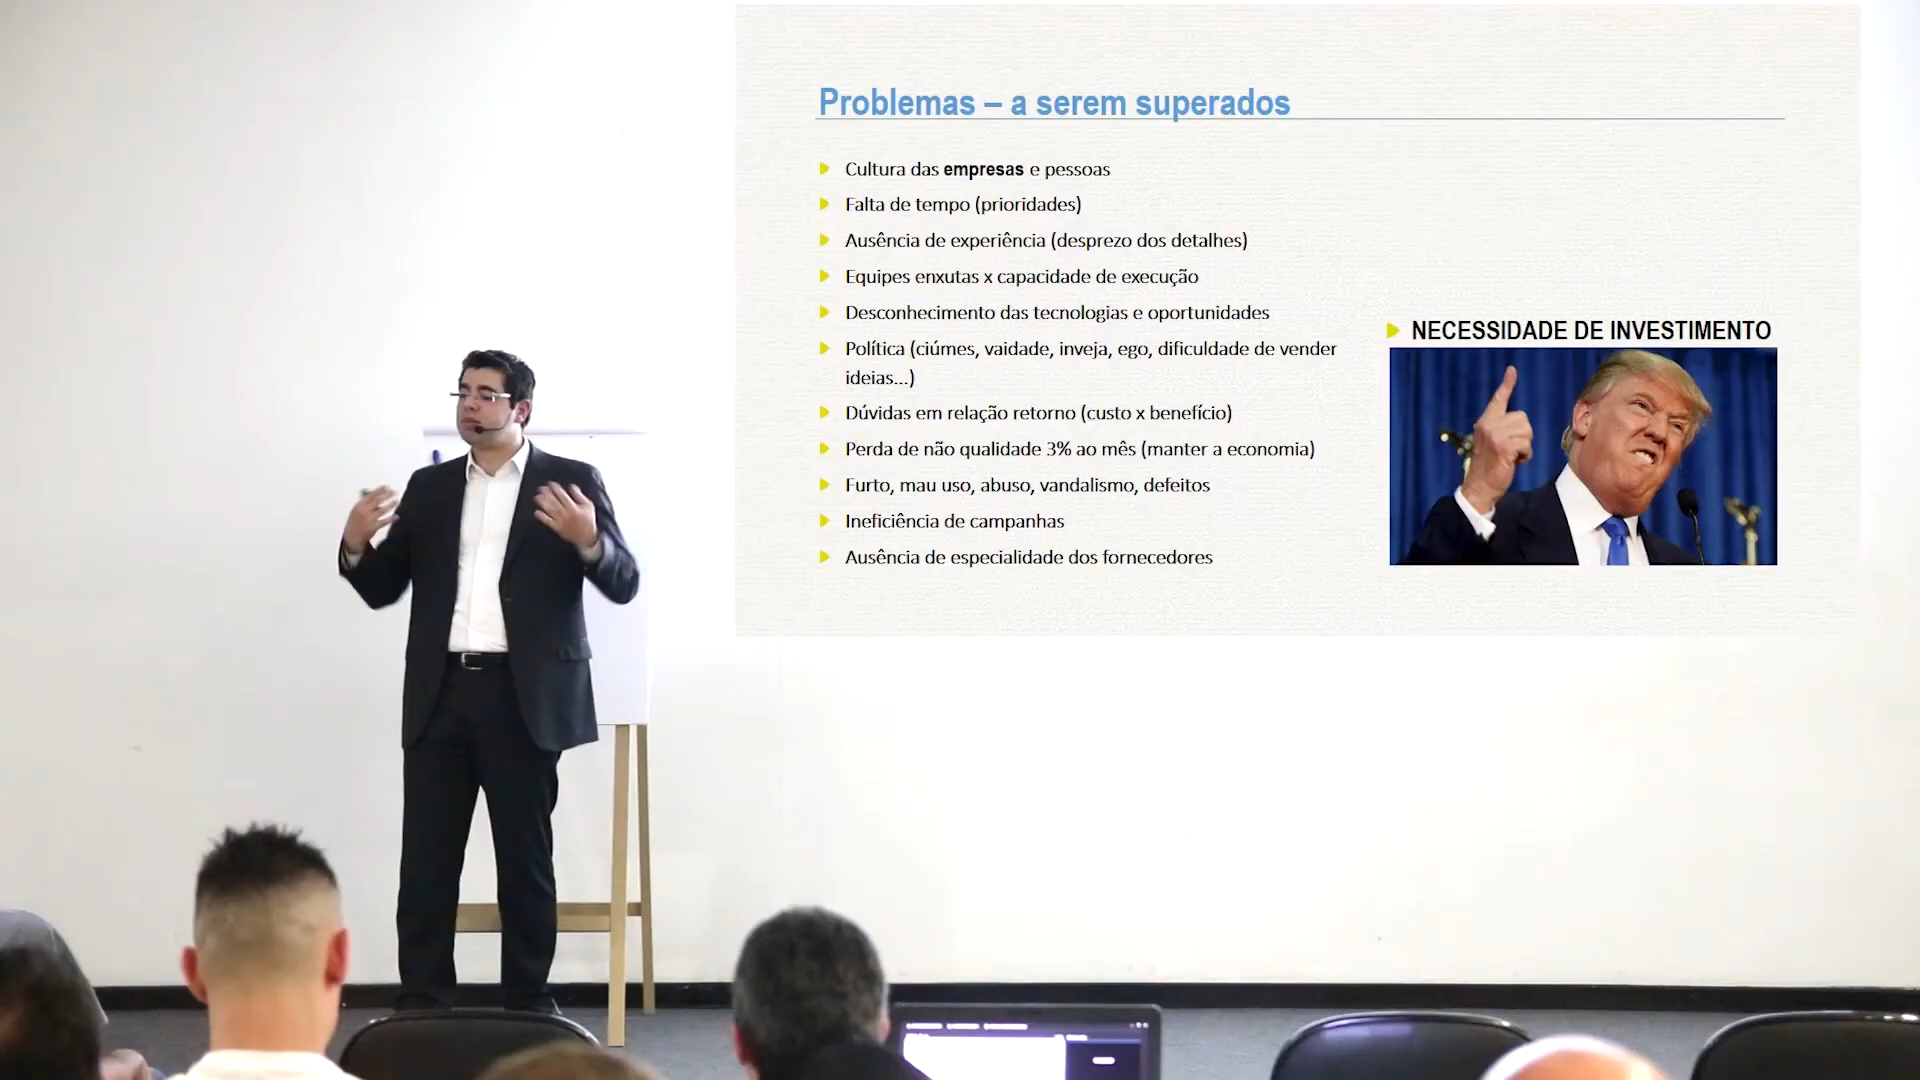 Problemas – a serem superados
Cultura das empresas e pessoas
Falta de tempo (prioridades)
Ausência de experiência (desprezo dos detalhes)
Equipes enxutas x capacidade de execução
Desconhecimento das tecnologias e oportunidades
Política (ciúmes, vaidade, inveja, ego, dificuldade de vender
ideias...)
Dúvidas em relação retorno (custo x benefício)
Perda de não qualidade 3% ao mês (manter a economia)
Furto, mau uso, abuso, vandalismo, defeitos
Ineficiência de campanhas
Ausência de especialidade dos fornecedores
NECESSIDADE DE INVESTIMENTO